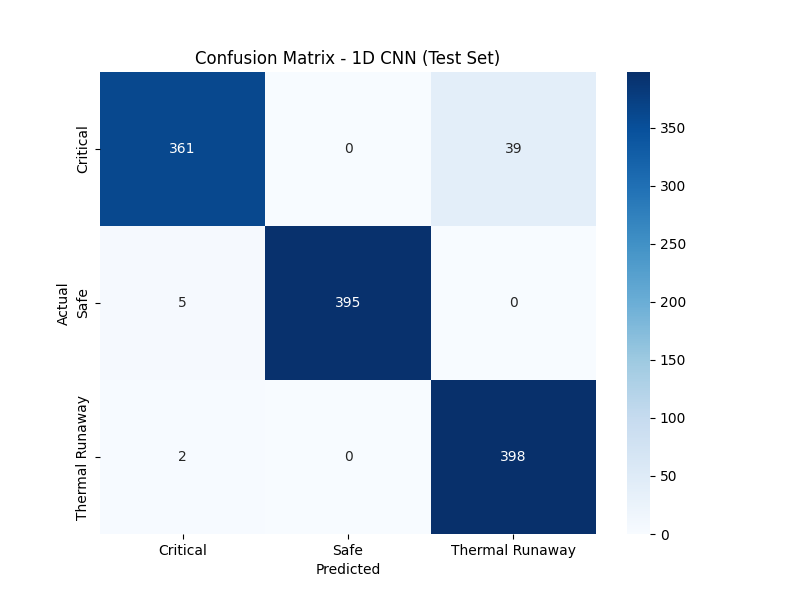 Confusion Matrix - 1D CNN (Test Set)
Critical
361
0
39
Safe
5
395
0
Thermal Runaway
2
0
398
Actual
Critical
Safe
Thermal Runaway
Predicted
350
300
250
200
150
100
50
0